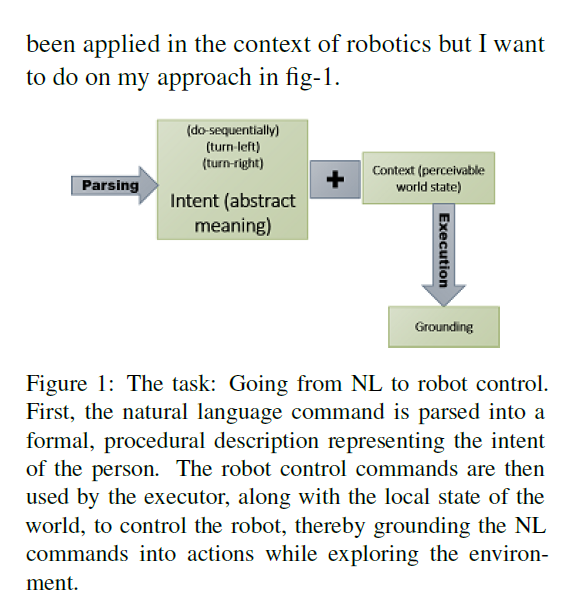 been applied in the context of robotics but I want
to do on my approach in fig-1.
(do-sequentially)
(turn-left)
(turn-right)
Parsing
Intent (abstract
meaning)
+
Context (perceivable
world state)
Execution
Grounding
Figure 1: The task: Going from NL to robot control.
First, the natural language command is parsed into a
formal, procedural description representing the intent
of the person. The robot control commands are then
used by the executor, along with the local state of the
world, to control the robot, thereby grounding the NL
commands into actions while exploring the environ-
ment.